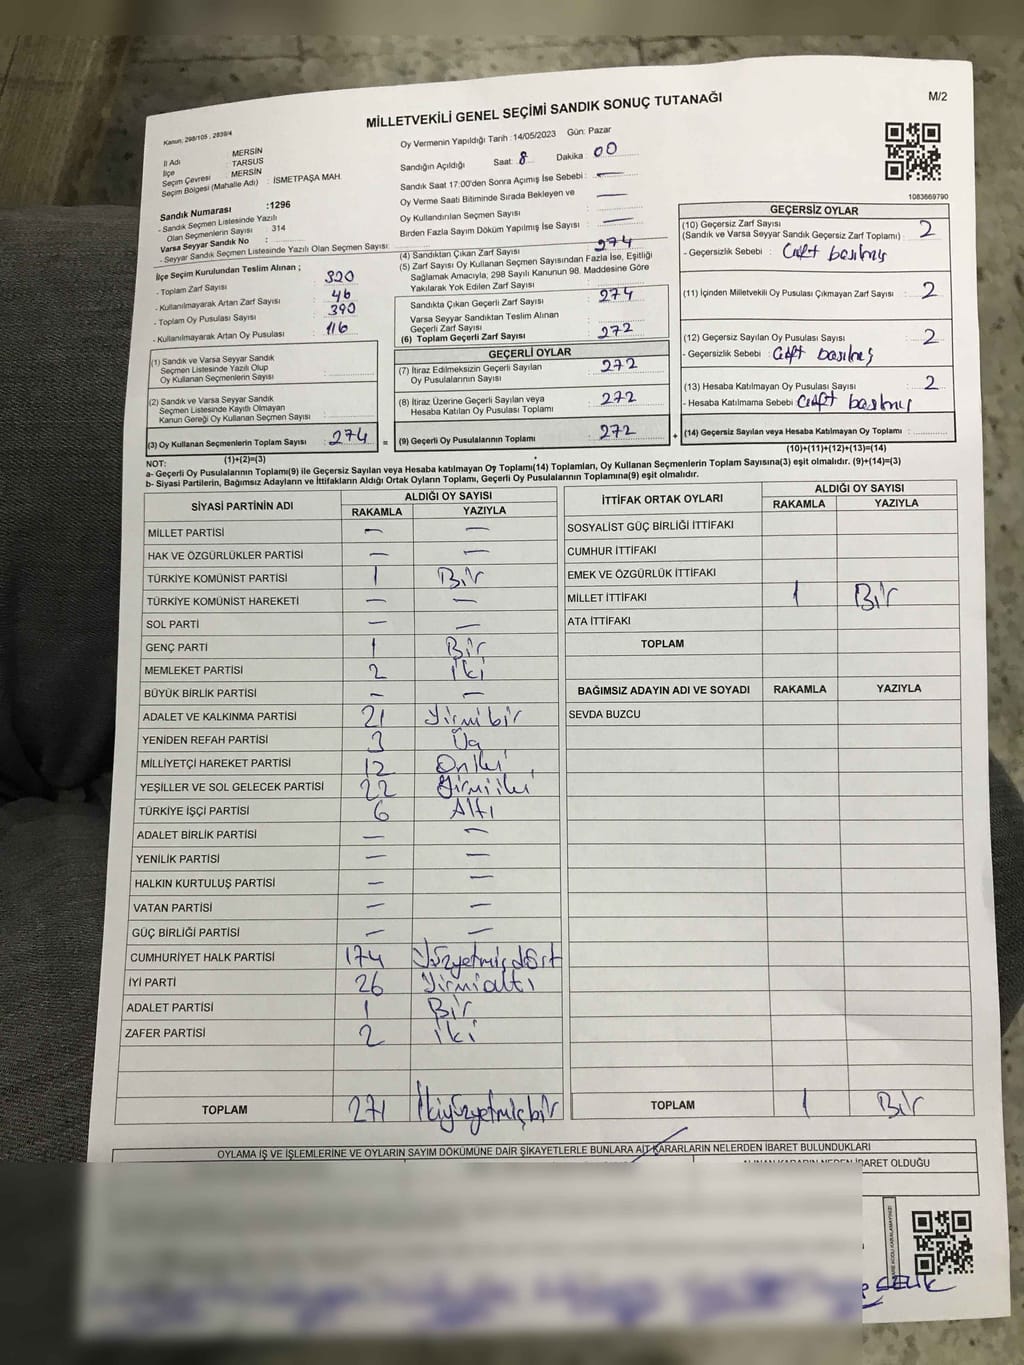 MİLLETVEKİLİ GENEL SEÇİMİ SANDIK SONUÇ TUTANAĞI
M/2
Kanun: 298/105 , 2839/4
İl Adı : MERSİN
İlçe : TARSUS
Seçim Çevresi : MERSİN
Seçim Bölgesi (Mahalle Adı) : İSMETPAŞA MAH.
Sandık Numarası :1296
- Sandık Seçmen Listesinde Yazılı
Olan Seçmenlerin Sayısı : 314
Varsa Seyyar Sandık No :
- Seyyar Sandık Seçmen Listesinde Yazılı Olan Seçmen Sayısı:
İlçe Seçim Kurulundan Teslim Alınan ;
- Toplam Zarf Sayısı : 320
- Kullanılmayarak Artan Zarf Sayısı : 46
- Toplam Oy Pusulası Sayısı : 390
- Kullanılmayarak Artan Oy Pusulası : 116
(1) Sandık ve Varsa Seyyar Sandık
Seçmen Listesinde Yazılı Olup
Oy Kullanan Seçmenlerin Sayısı :
(2) Sandık ve Varsa Seyyar Sandık
Seçmen Listesinde Kayıtlı Olmayan
Kanun Gereği Oy Kullanan Seçmen Sayısı :
(3) Oy Kullanan Seçmenlerin Toplam Sayısı : 274
(1)+(2)=(3)
Oy Vermenin Yapıldığı Tarih :14/05/2023 Gün: Pazar
Sandığın Açıldığı Saat: 8 Dakika : 00
Sandık Saat 17:00'den Sonra Açımış İse Sebebi : —
Oy Verme Saati Bitiminde Sırada Bekleyen ve
Oy Kullandırılan Seçmen Sayısı : —
Birden Fazla Sayım Döküm Yapılmış İse Sayısı : —
(4) Sandıktan Çıkan Zarf Sayısı : 274
(5) Zarf Sayısı Oy Kullanan Seçmen Sayısından Fazla İse, Eşitliği
Sağlamak Amacıyla, 298 Sayılı Kanunun 98. Maddesine Göre
Yakılarak Yok Edilen Zarf Sayısı :
Sandıkta Çıkan Geçerli Zarf Sayısı : 274
Varsa Seyyar Sandıktan Teslim Alınan
Geçerli Zarf Sayısı :
(6) Toplam Geçerli Zarf Sayısı : 272
GEÇERLİ OYLAR
(7) İtiraz Edilmeksizin Geçerli Sayılan
Oy Pusulalarının Sayısı : 272
(8) İtiraz Üzerine Geçerli Sayılan veya
Hesaba Katılan Oy Pusulası Toplamı : 272
= (9) Geçerli Oy Pusulalarının Toplamı : 272 +
1083669790
GEÇERSİZ OYLAR
(10) Geçersiz Zarf Sayısı
(Sandık ve Varsa Seyyar Sandık Geçersiz Zarf Toplamı) : 2
- Geçersizlik Sebebi : Çift basılmış
(11) İçinden Milletvekili Oy Pusulası Çıkmayan Zarf Sayısı : 2
(12) Geçersiz Sayılan Oy Pusulası Sayısı : 2
- Geçersizlik Sebebi : Çift basılmış
(13) Hesaba Katılmayan Oy Pusulası Sayısı : 2
- Hesaba Katılmama Sebebi : Çift basılmış
(14) Geçersiz Sayılan veya Hesaba Katılmayan Oy Toplamı :
(10)+(11)+(12)+(13)=(14)
NOT:
a- Geçerli Oy Pusulalarının Toplamı(9) ile Geçersiz Sayılan veya Hesaba katılmayan Oy Toplamı(14) Toplamları, Oy Kullanan Seçmenlerin Toplam Sayısına(3) eşit olmalıdır. (9)+(14)=(3)
b- Siyasi Partilerin, Bağımsız Adayların ve İttifakların Aldığı Ortak Oyların Toplamı, Geçerli Oy Pusulalarının Toplamına(9) eşit olmalıdır.
SİYASİ PARTİNİN ADI ALDIĞI OY SAYISI
RAKAMLA YAZIYLA
MİLLET PARTİSİ — —
HAK VE ÖZGÜRLÜKLER PARTİSİ — —
TÜRKİYE KOMÜNİST PARTİSİ 1 Bir
TÜRKİYE KOMÜNİST HAREKETİ — —
SOL PARTİ — —
GENÇ PARTİ 1 Bir
MEMLEKET PARTİSİ 2 iki
BÜYÜK BİRLİK PARTİSİ — —
ADALET VE KALKINMA PARTİSİ 21 Yirmi bir
YENİDEN REFAH PARTİSİ 3 Üç
MİLLİYETÇİ HAREKET PARTİSİ 12 Oniki
YEŞİLLER VE SOL GELECEK PARTİSİ 22 Yirmiiki
TÜRKİYE İŞÇİ PARTİSİ 6 Altı
ADALET BİRLİK PARTİSİ — —
YENİLİK PARTİSİ — —
HALKIN KURTULUŞ PARTİSİ — —
VATAN PARTİSİ — —
GÜÇ BİRLİĞİ PARTİSİ — —
CUMHURİYET HALK PARTİSİ 174 Yüzyetmişdört
İYİ PARTİ 26 Yirmialtı
ADALET PARTİSİ 1 Bir
ZAFER PARTİSİ 2 iki
TOPLAM 271 İkiyüzyetmişbir
İTTİFAK ORTAK OYLARI ALDIĞI OY SAYISI
RAKAMLA YAZIYLA
SOSYALİST GÜÇ BİRLİĞİ İTTİFAKI
CUMHUR İTTİFAKI
EMEK VE ÖZGÜRLÜK İTTİFAKI
MİLLET İTTİFAKI 1 Bir
ATA İTTİFAKI
TOPLAM
BAĞIMSIZ ADAYIN ADI VE SOYADI RAKAMLA YAZIYLA
SEVDA BUZCU
TOPLAM 1 Bir
OYLAMA İŞ VE İŞLEMLERİNE VE OYLARIN SAYIM DÖKÜMÜNE DAİR ŞİKAYETLERLE BUNLARA AİT KARARLARIN NELERDEN İBARET BULUNDUKLARI
İBARET OLDUĞU
ÇELİK